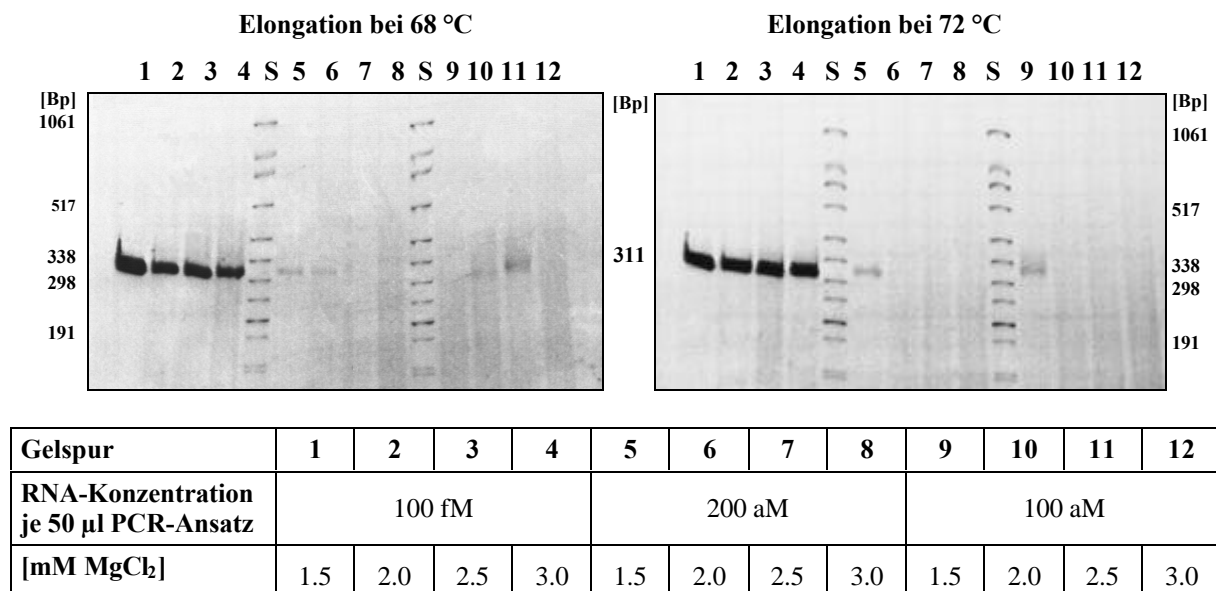 Elongation bei 68 °C
Elongation bei 72 °C
1 2 3 4 S 5 6 7 8 S 9 10 11 12
1 2 3 4 S 5 6 7 8 S 9 10 11 12
[Bp]
1061
517
338
298
191
[Bp]
311
[Bp]
1061
517
338
298
191
Gelspur 1 2 3 4 5 6 7 8 9 10 11 12
RNA-Konzentration
je 50 µl PCR-Ansatz 100 fM 200 aM 100 aM
[mM MgCl₂] 1.5 2.0 2.5 3.0 1.5 2.0 2.5 3.0 1.5 2.0 2.5 3.0